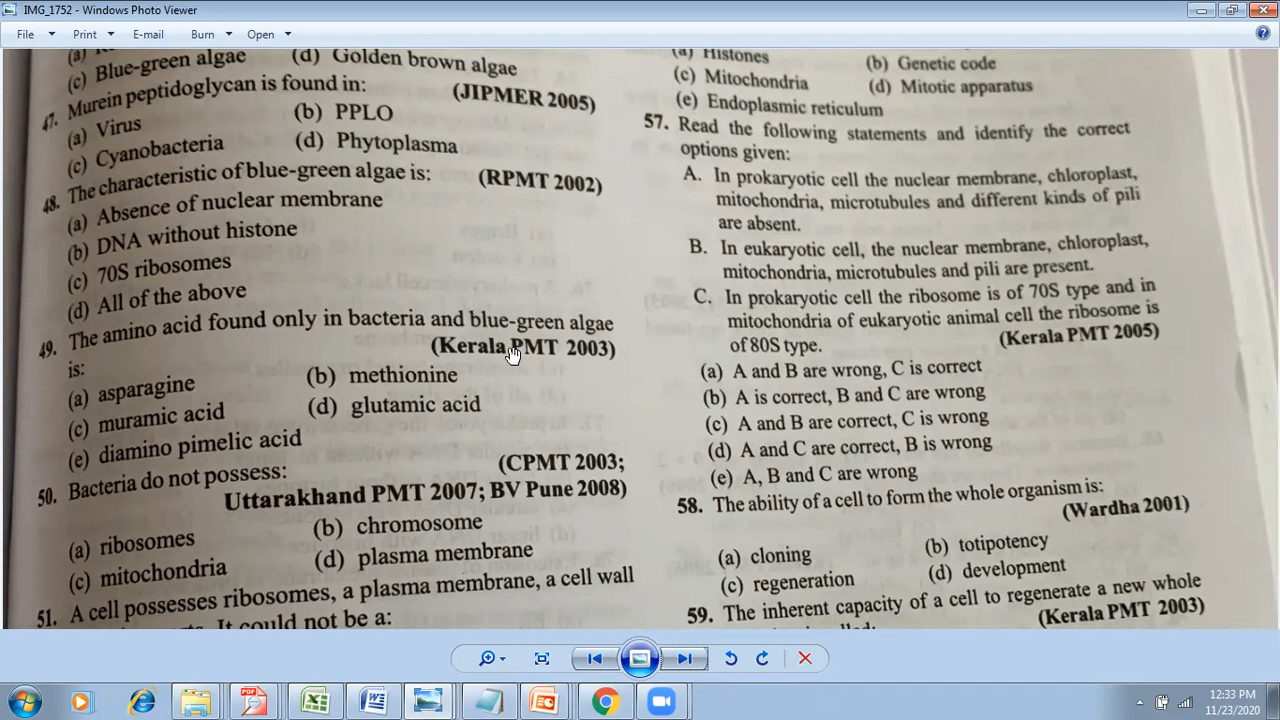 IMG_1752 - Windows Photo Viewer
File Print E-mail Burn Open
(c) Blue-green algae (d) Golden brown algae
47. Murein peptidoglycan is found in:
(JIPMER 2005)
(a) Virus (b) PPLO
(c) Cyanobacteria (d) Phytoplasma
48. The characteristic of blue-green algae is:
(RPMT 2002)
(a) Absence of nuclear membrane
(b) DNA without histone
(c) 70S ribosomes
(d) All of the above
49. The amino acid found only in bacteria and blue-green algae
is: (Kerala PMT 2003)
(a) asparagine (b) methionine
(c) muramic acid (d) glutamic acid
(e) diamino pimelic acid
50. Bacteria do not possess: (CPMT 2003;
Uttarakhand PMT 2007; BV Pune 2008)
(a) ribosomes (b) chromosome
(c) mitochondria (d) plasma membrane
51. A cell possesses ribosomes, a plasma membrane, a cell wall
It could not be a:
(a) Histones (b) Genetic code
(c) Mitochondria (d) Mitotic apparatus
(e) Endoplasmic reticulum
57. Read the following statements and identify the correct
options given:
A. In prokaryotic cell the nuclear membrane, chloroplast,
mitochondria, microtubules and different kinds of pili
are absent.
B. In eukaryotic cell, the nuclear membrane, chloroplast,
mitochondria, microtubules and pili are present.
C. In prokaryotic cell the ribosome is of 70S type and in
mitochondria of eukaryotic animal cell the ribosome is
of 80S type. (Kerala PMT 2005)
(a) A and B are wrong, C is correct
(b) A is correct, B and C are wrong
(c) A and B are correct, C is wrong
(d) A and C are correct, B is wrong
(e) A, B and C are wrong
58. The ability of a cell to form the whole organism is:
(Wardha 2001)
(a) cloning (b) totipotency
(c) regeneration (d) development
59. The inherent capacity of a cell to regenerate a new whole
(Kerala PMT 2003)
12:33 PM
11/23/2020